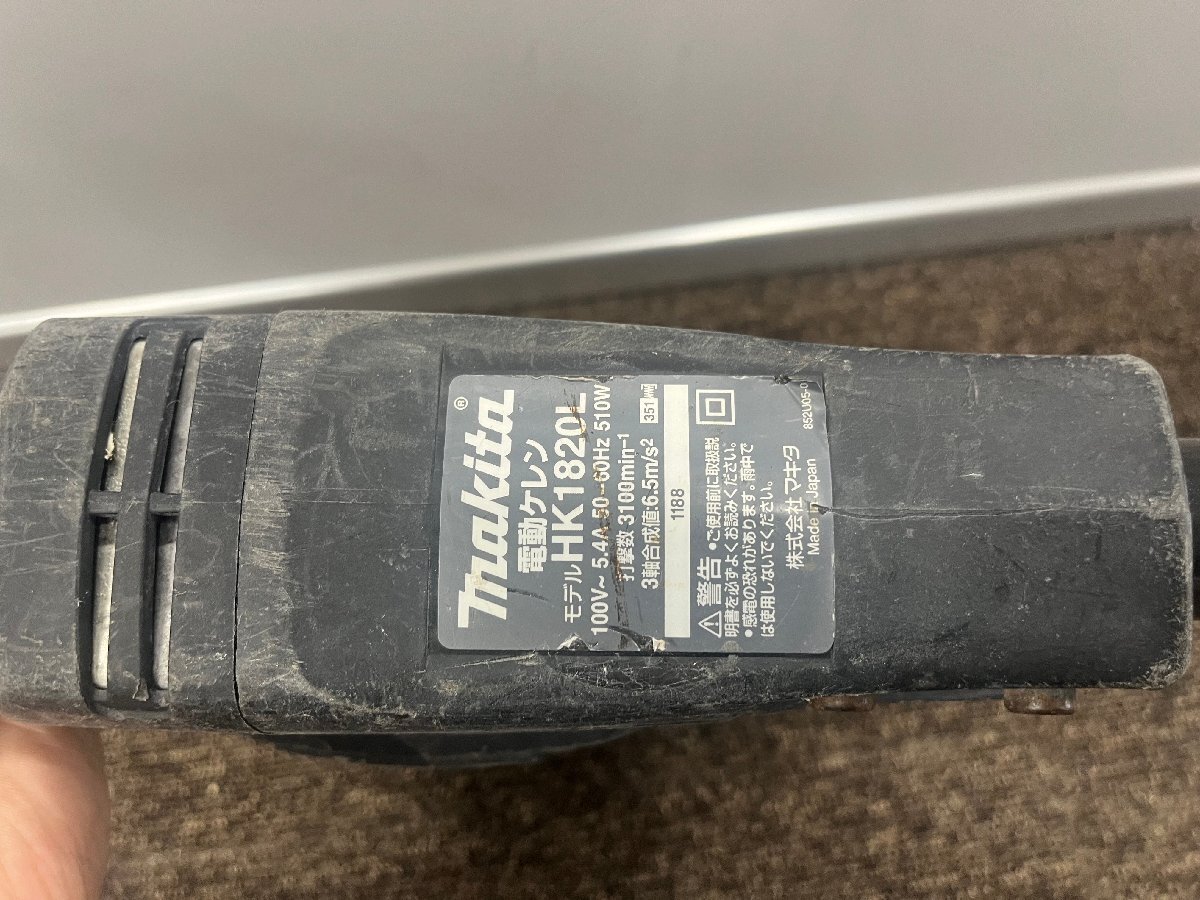 makita®
電動ケレン
モデル HK1820L
100V~ 5.4A 50-60Hz 510W
打撃数 3100min⁻¹
3軸合成値:6.5m/s²
351
1188
⚠警告 •ご使用前に取扱説
明書を必ずよくお読みください。
•感電の恐れがあります。雨中で
は使用しないでください。
株式会社 マキタ
Made in Japan
852U05-0